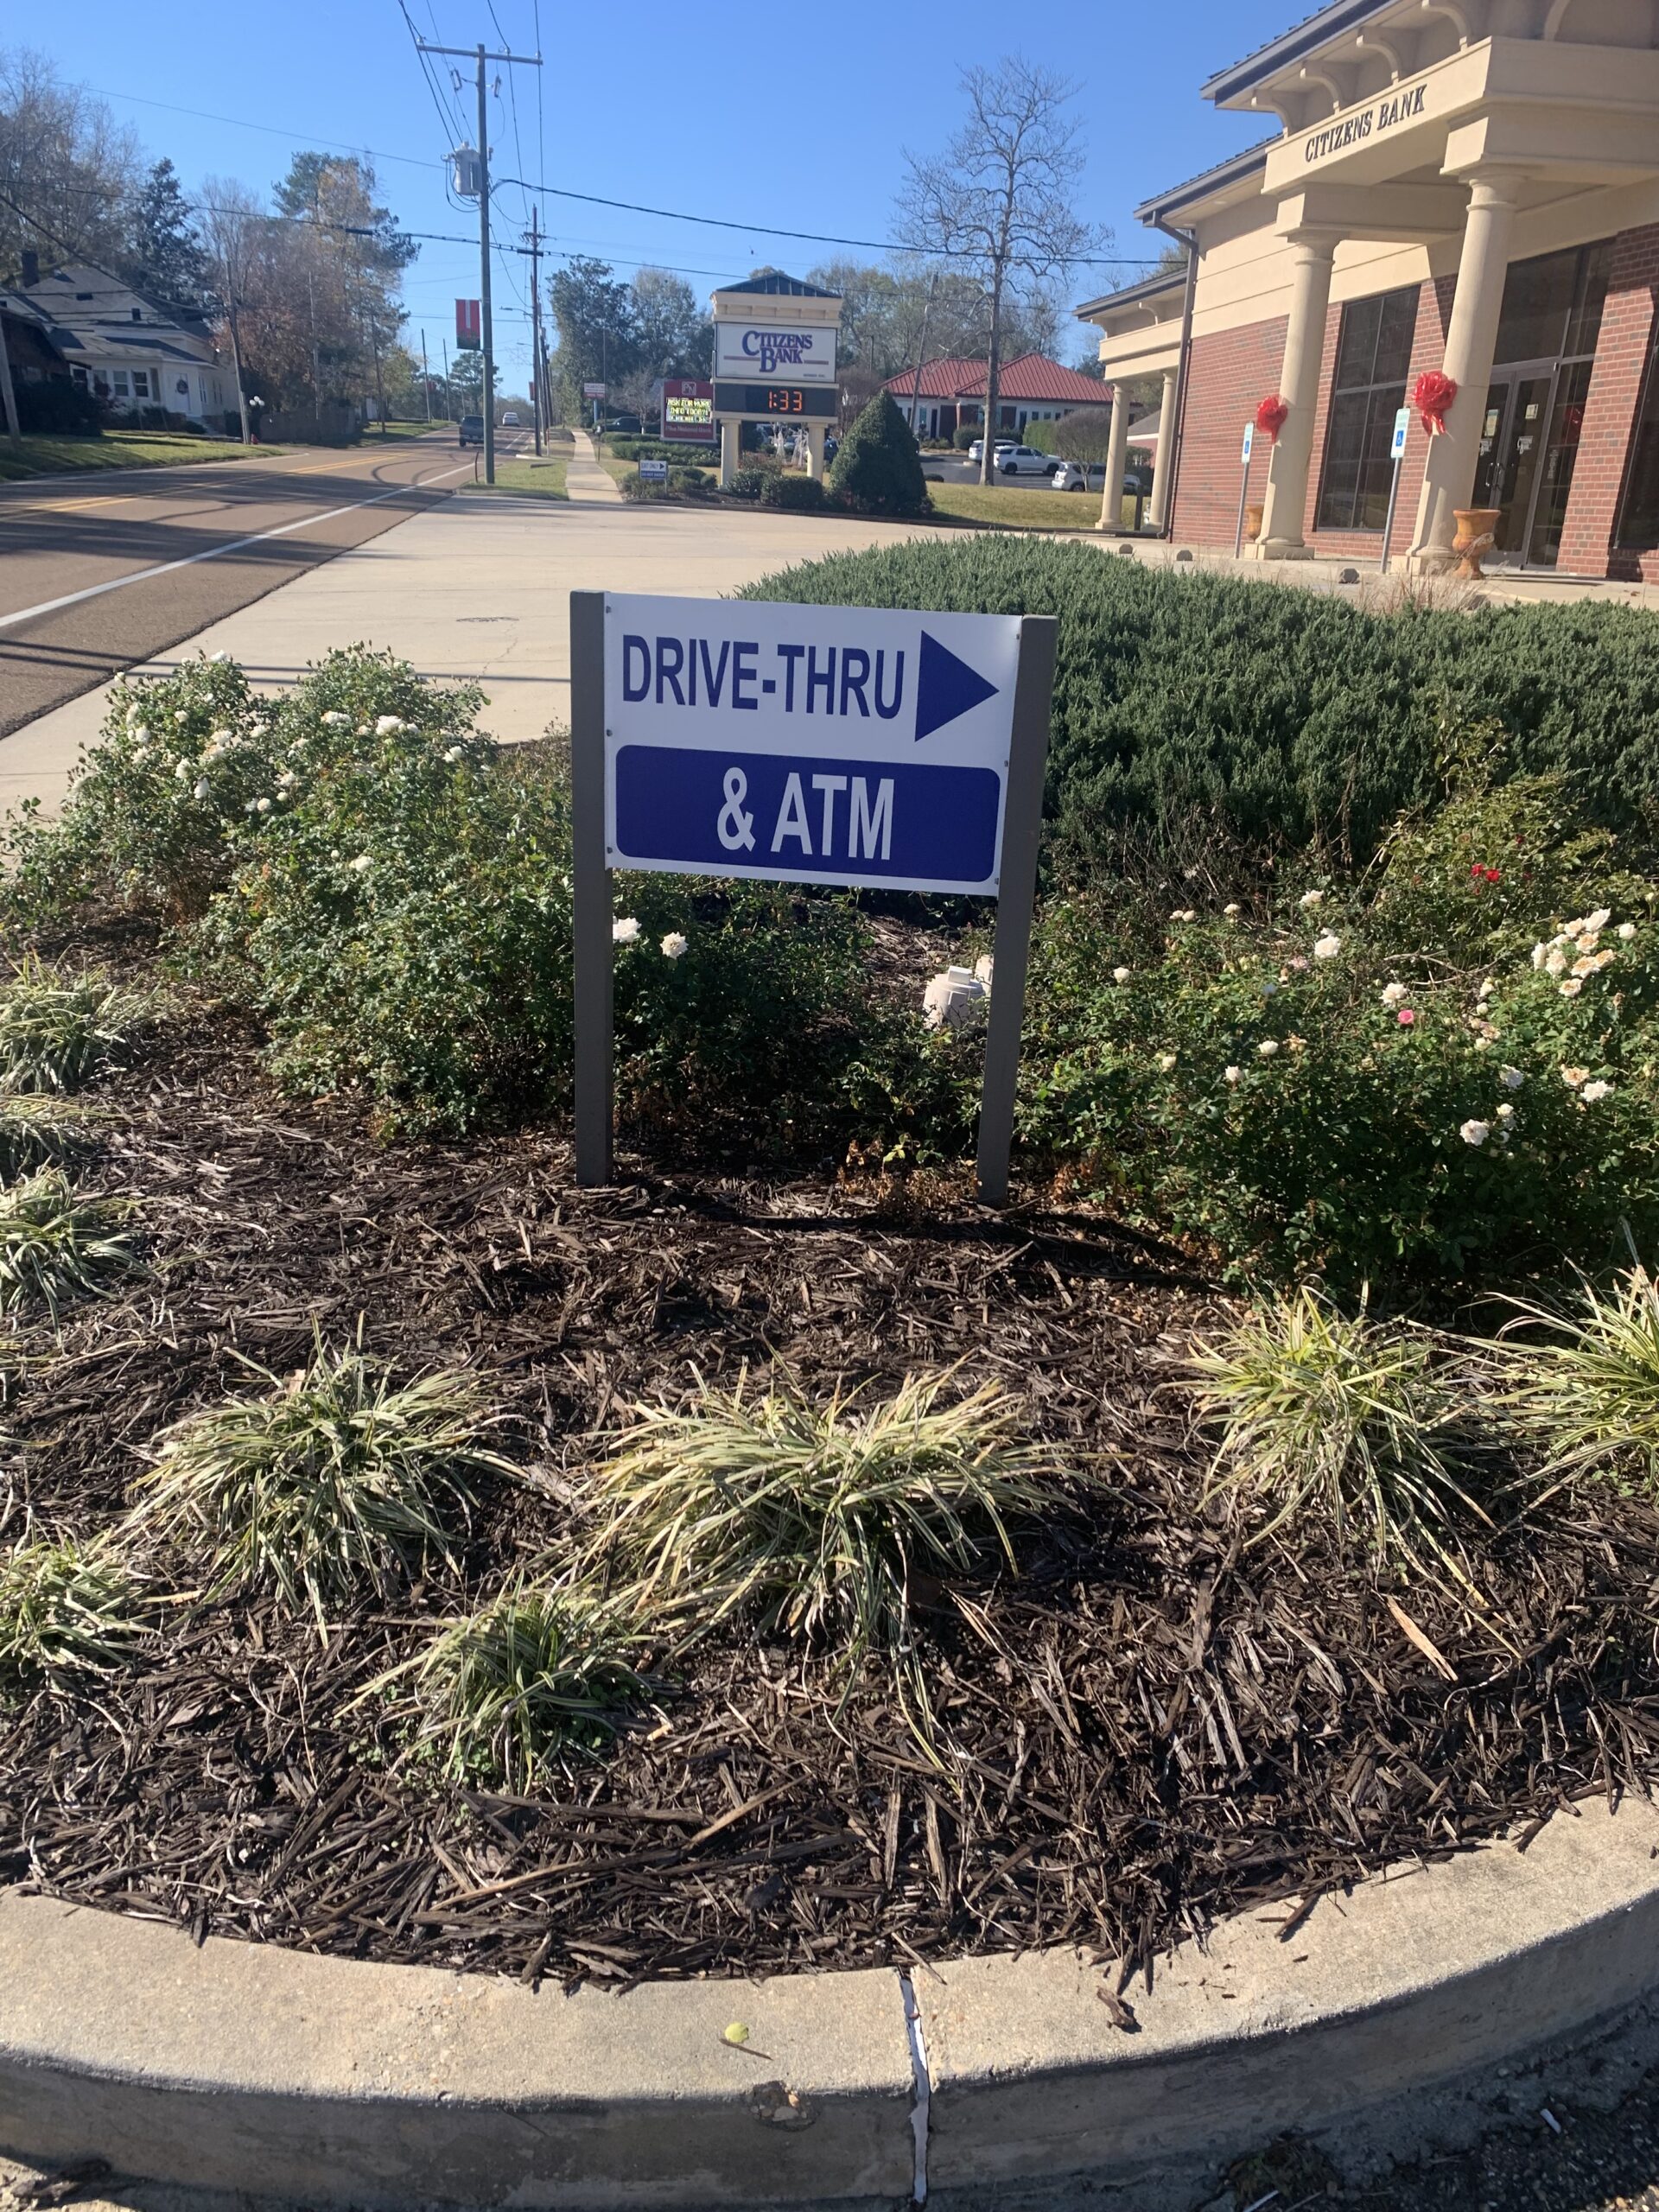 CITIZENS BANK
CITIZENS
BANK
1:33
DRIVE-THRU
& ATM